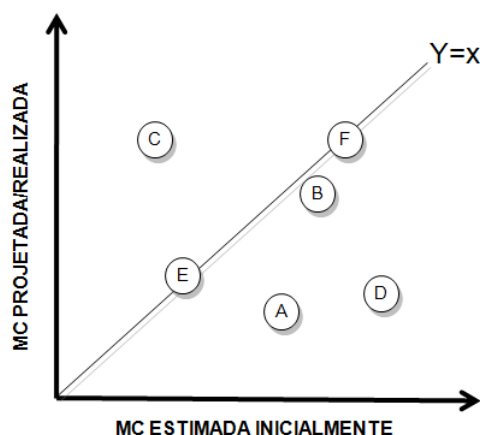 Y=x
C
F
B
E
D
A
MC PROJETADA/REALIZADA
MC ESTIMADA INICIALMENTE